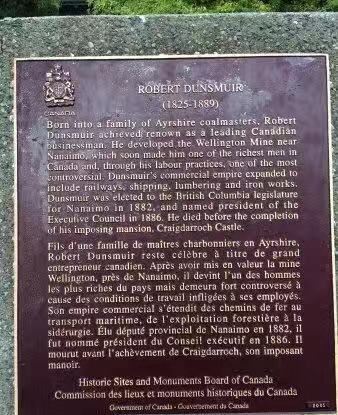 CANADA
ROBERT DUNSMUIR
(1825-1889)
Born into a family of Ayrshire coalmasters, Robert
Dunsmuir achieved renown as a leading Canadian
businessman. He developed the Wellington Mine near
Nanaimo, which soon made him one of the richest men in
Canada and, through his labour practices, one of the most
controversial. Dunsmuir's commercial empire expanded to
include railways, shipping, lumbering and iron works.
Dunsmuir was elected to the British Columbia legislature
for Nanaimo in 1882, and named president of the
Executive Council in 1886. He died before the completion
of his imposing mansion, Craigdarroch Castle.
Fils d'une famille de maîtres charbonniers en Ayrshire,
Robert Dunsmuir reste célèbre à titre de grand
entrepreneur canadien. Après avoir mis en valeur la mine
Wellington, près de Nanaimo, il devint l'un des hommes
les plus riches du pays mais demeura fort controversé à
cause des conditions de travail infligées à ses employés.
Son empire commercial s'étendit des chemins de fer au
transport maritime, de l'exploitation forestière à la
sidérurgie. Élu député provincial de Nanaimo en 1882, il
fut nommé président du Conseil exécutif en 1886. Il
mourut avant l'achèvement de Craigdarroch, son imposant
manoir.
Historic Sites and Monuments Board of Canada
Commission des lieux et monuments historiques du Canada
Government of Canada - Gouvernement du Canada